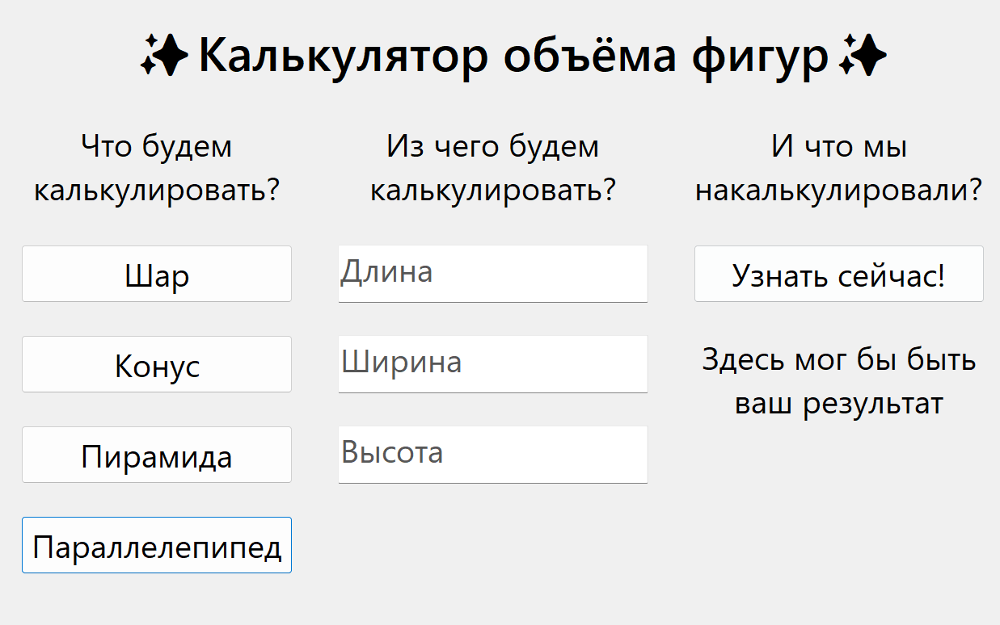 ✨Калькулятор объёма фигур✨
Что будем
калькулировать?
Шар
Конус
Пирамида
Параллелепипед
Из чего будем
калькулировать?
Длина
Ширина
Высота
И что мы
накалькулировали?
Узнать сейчас!
Здесь мог бы быть
ваш результат